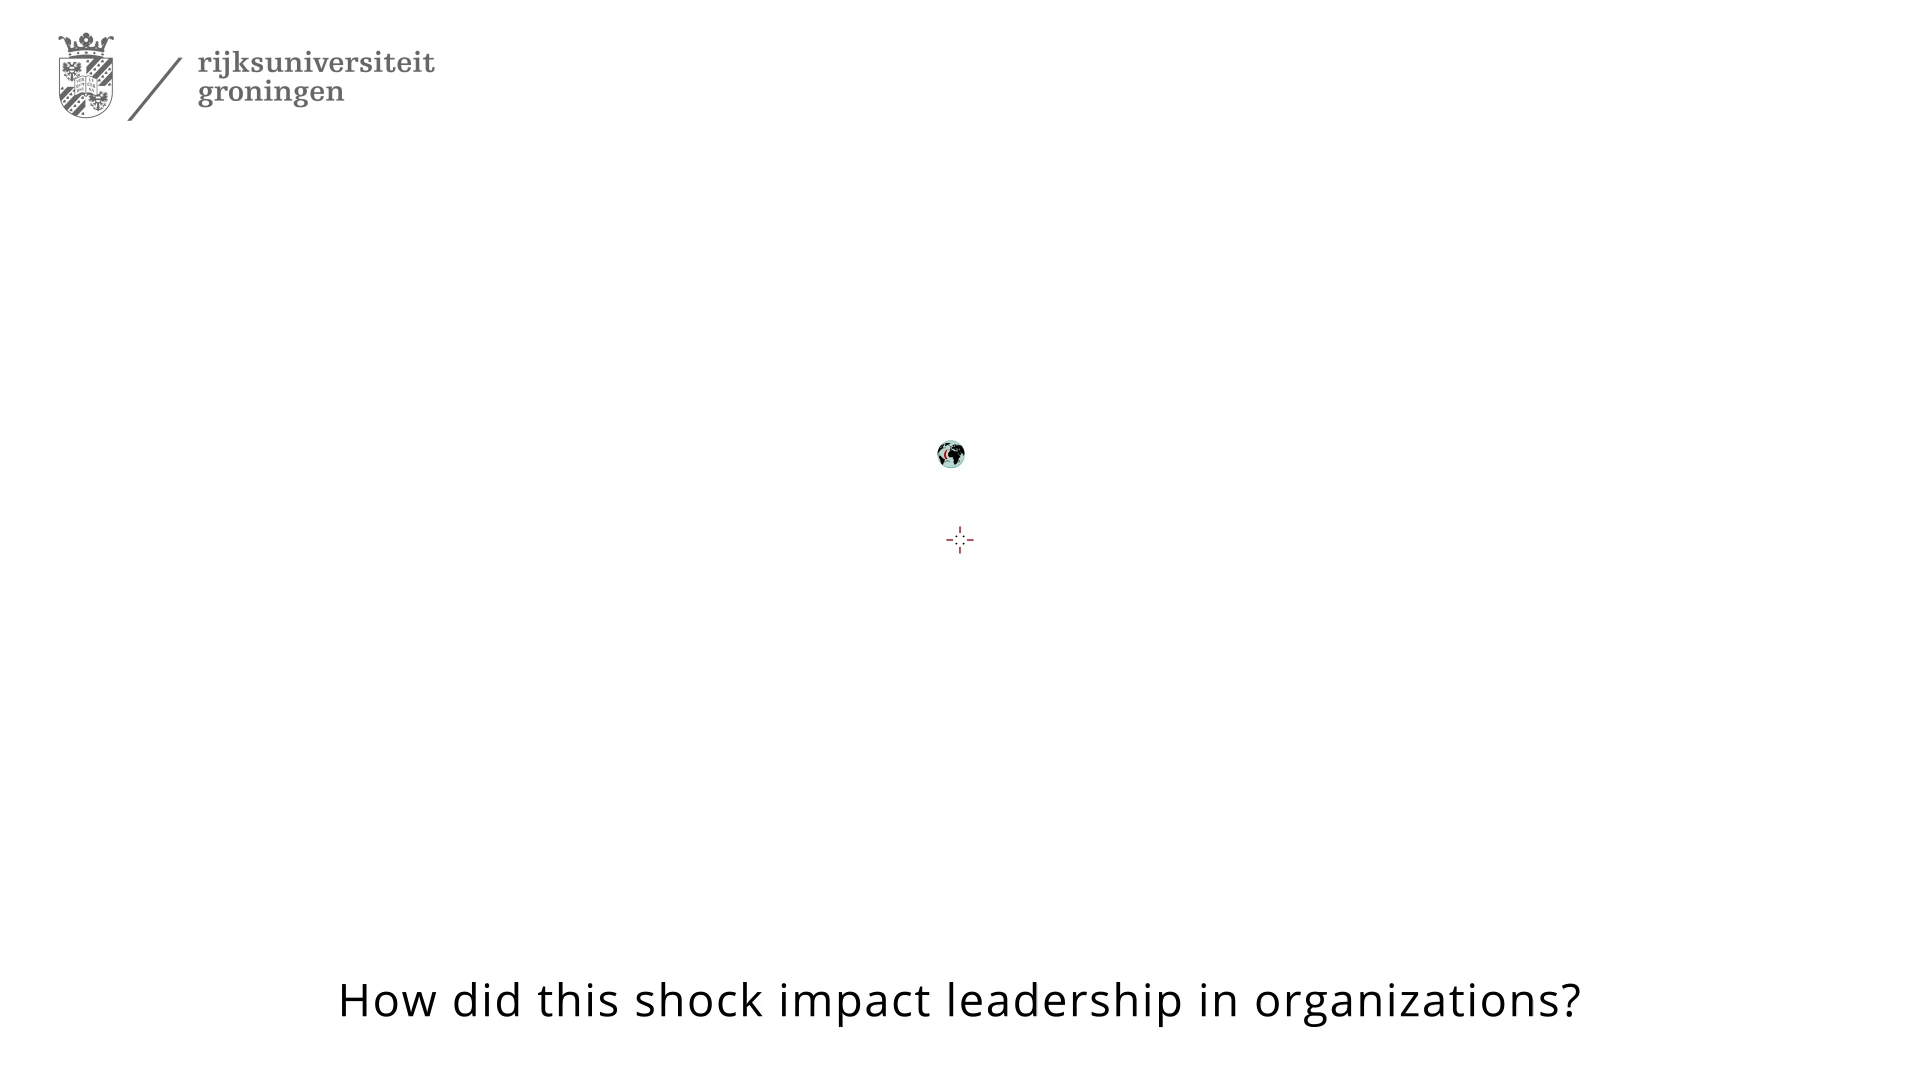 rijksuniversiteit
groningen
How did this shock impact leadership in organizations?